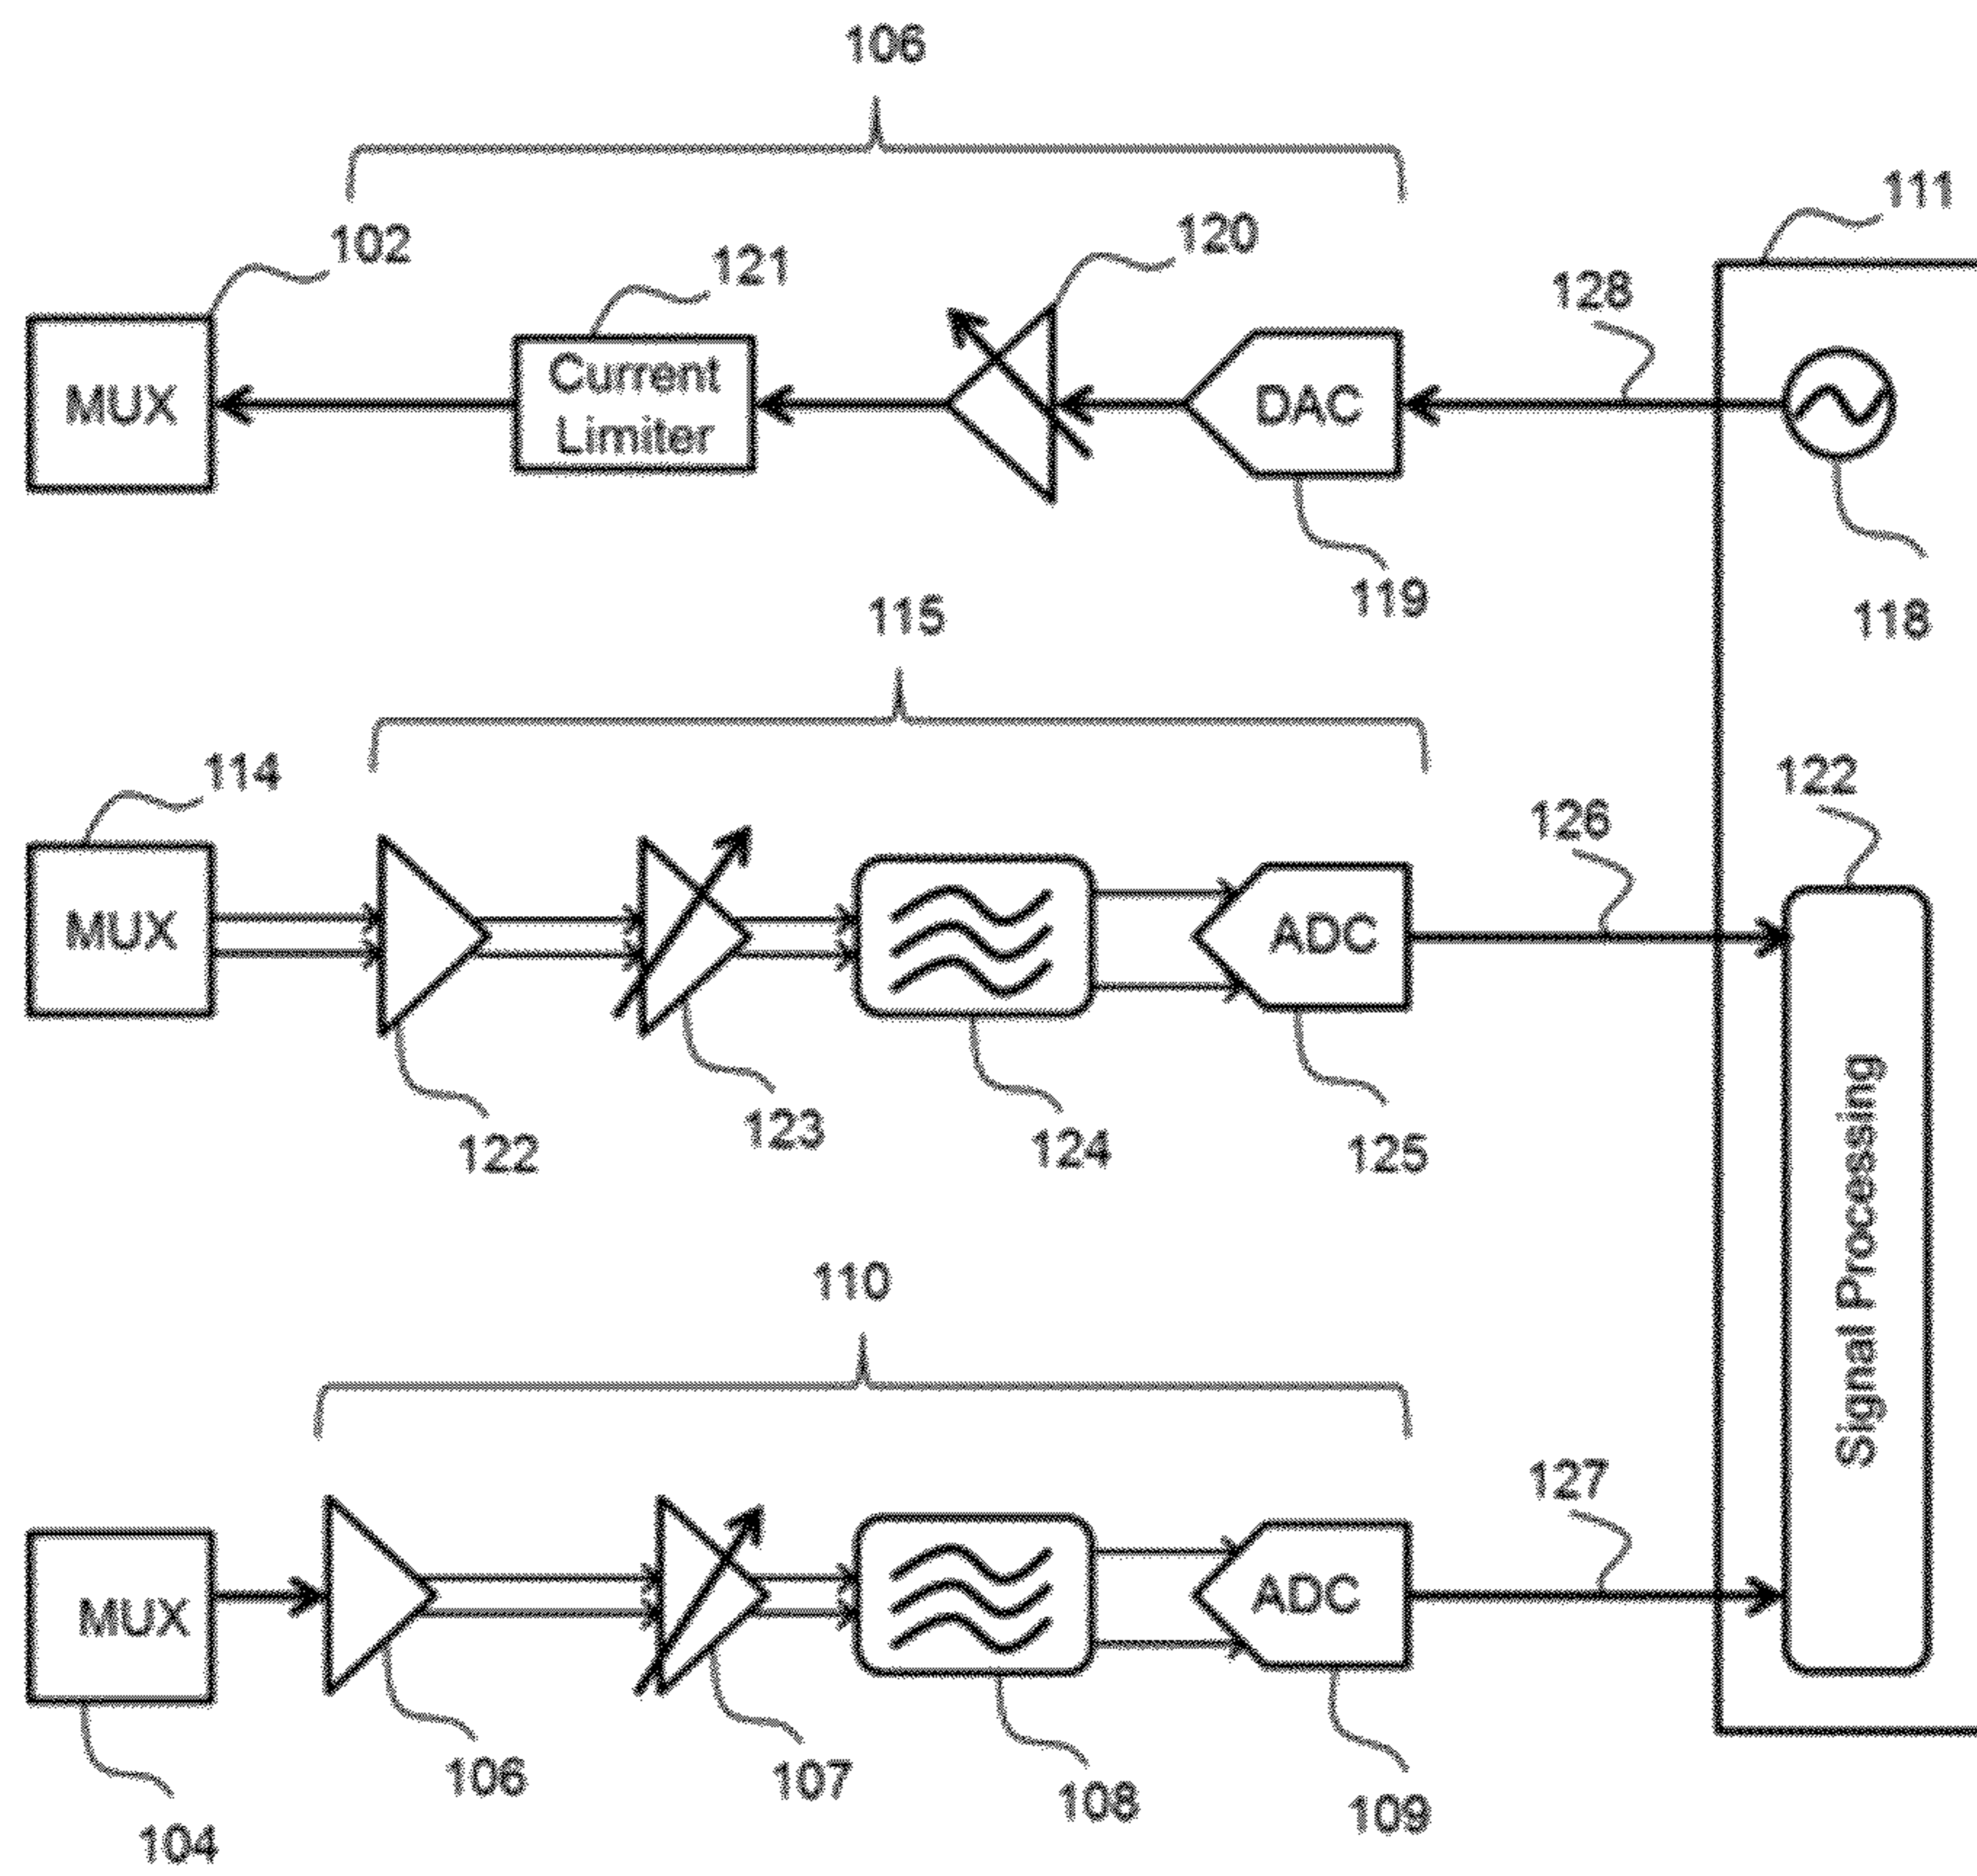 106
111
102
121
120
128
MUX
Current
Limiter
DAC
119
118
115
114
126
122
MUX
ADC
122
123
124
125
Signal Processing
110
127
MUX
ADC
106
107
108
109
104